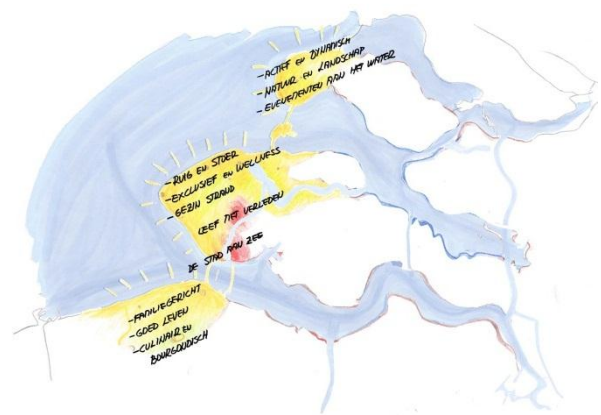 - ACTIEF EN DYNAMISCH
- NATUUR EN LANDSCHAP
- EVENEMENTEN AAN HET WATER
- RUIG EN STOER
- EXCLUSIEF EN WELLNESS
- GEZIN STRAND
LEEF HET VERLEDEN
DE STAD AAN ZEE
- FAMILIEGERICHT
- GOED LEVEN
- CULINAIR EN
BOURGONDISCH